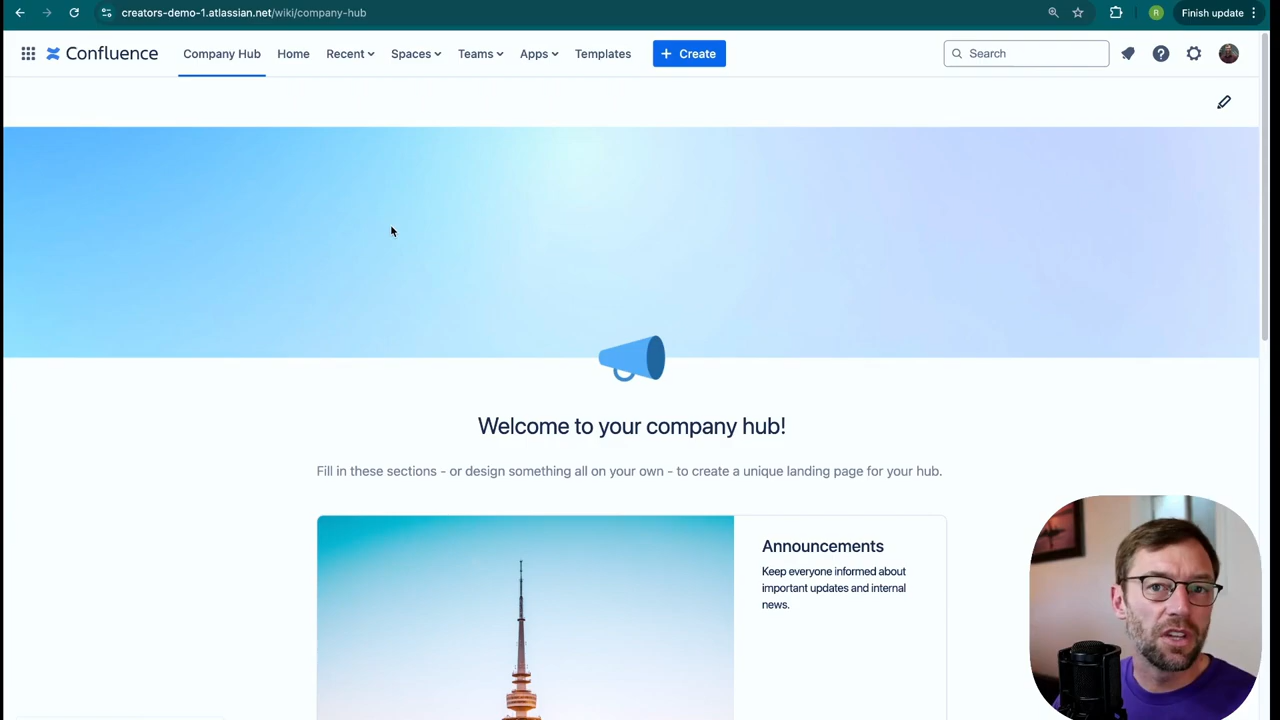 creators-demo-1.atlassian.net/wiki/company-hub
R
Finish update
Confluence
Company Hub
Home
Recent
Spaces
Teams
Apps
Templates
+ Create
Search
Welcome to your company hub!
Fill in these sections - or design something all on your own - to create a unique landing page for your hub.
Announcements
Keep everyone informed about
important updates and internal
news.